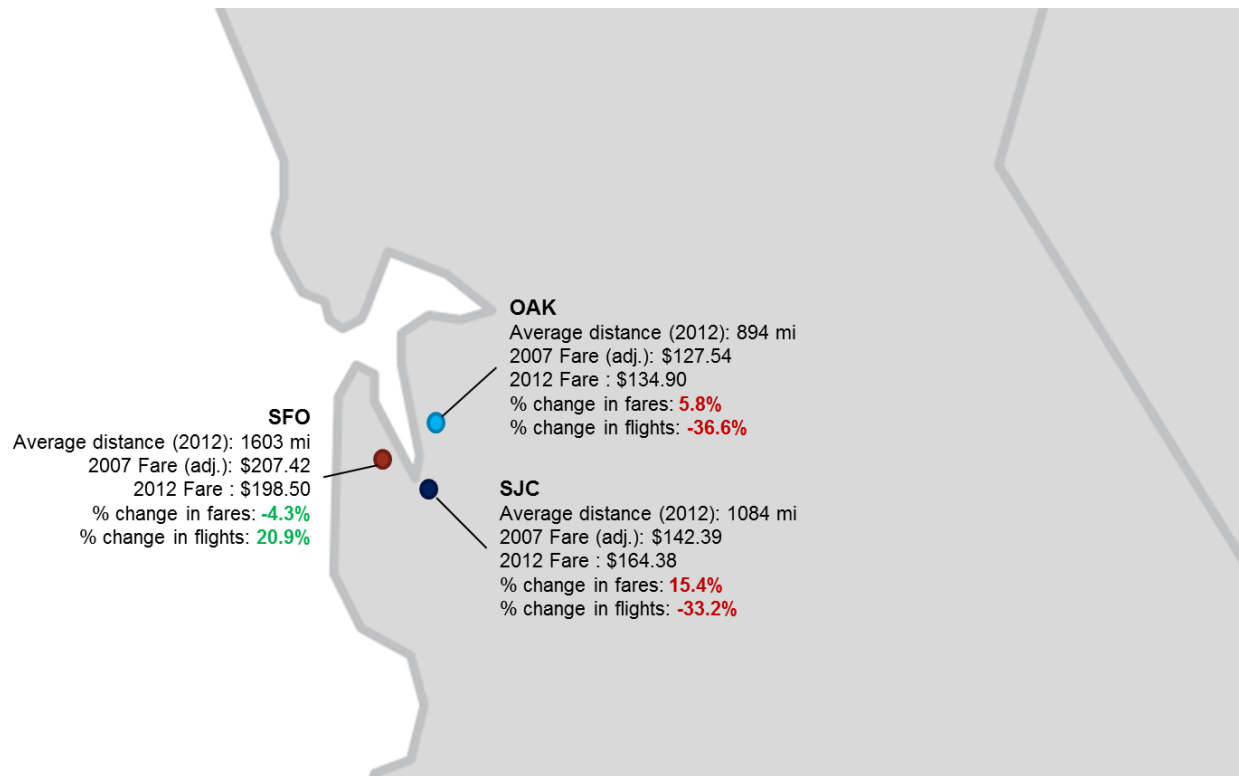 OAK
Average distance (2012): 894 mi
2007 Fare (adj.): $127.54
2012 Fare : $134.90
% change in fares: 5.8%
% change in flights: -36.6%
SFO
Average distance (2012): 1603 mi
2007 Fare (adj.): $207.42
2012 Fare : $198.50
% change in fares: -4.3%
% change in flights: 20.9%
SJC
Average distance (2012): 1084 mi
2007 Fare (adj.): $142.39
2012 Fare : $164.38
% change in fares: 15.4%
% change in flights: -33.2%